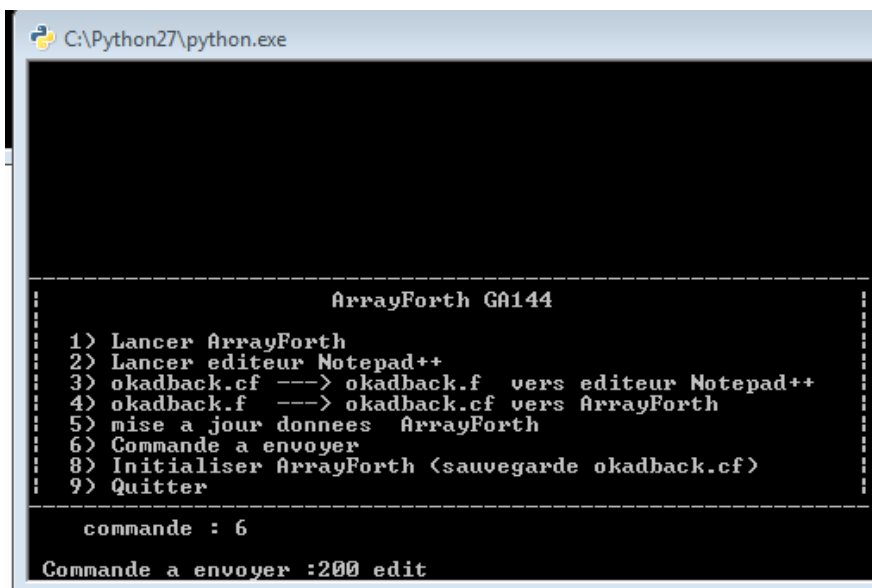 C:\Python27\python.exe
ArrayForth GA144
1) Lancer ArrayForth
2) Lancer editeur Notepad++
3) okadback.cf ---> okadback.f vers editeur Notepad++
4) okadback.f ---> okadback.cf vers ArrayForth
5) mise a jour donnees ArrayForth
6) Commande a envoyer
8) Initialiser ArrayForth (sauvegarde okadback.cf)
9) Quitter
commande : 6
Commande a envoyer :200 edit